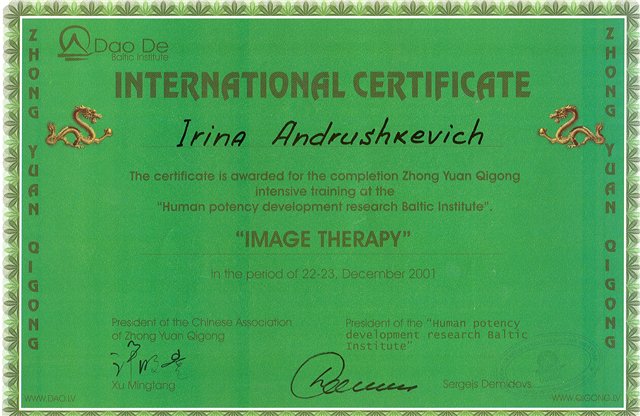 Dao De
Baltic Institute
INTERNATIONAL CERTIFICATE
Irina Andrushkevich
The certificate is awarded for the completion Zhong Yuan Qigong
intensive training at the
"Human potency development research Baltic Institute".
"IMAGE THERAPY"
In the period of 22-23, December 2001
President of the Chinese Association
of Zhong Yuan Qigong
Xu Mingtang
President of the "Human potency
development research Baltic
Institute"
Sergejs Demidovs
ZHONG YUAN QIGONG
ZHONG YUAN QIGONG
WWW.DAO.LV
WWW.QIGONG.LV